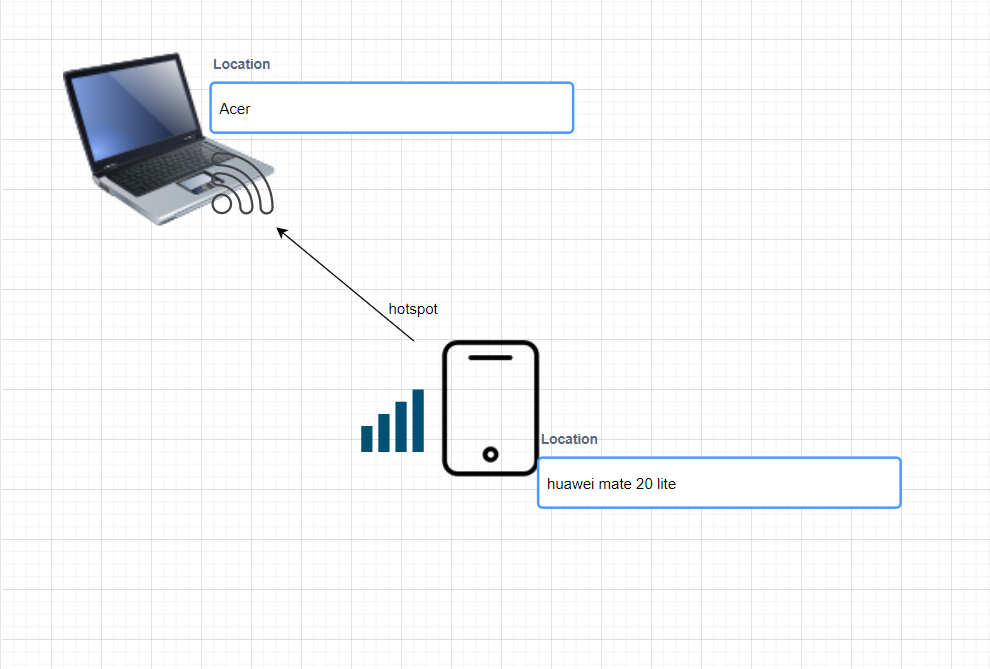 Location
Acer
hotspot
Location
huawei mate 20 lite